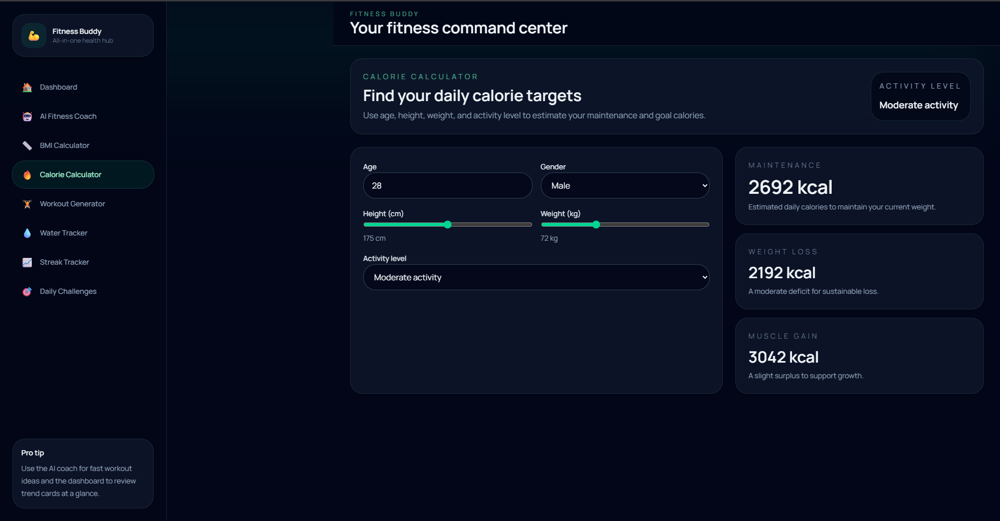 Fitness Buddy
All-in-one health hub
Dashboard
AI Fitness Coach
BMI Calculator
Calorie Calculator
Workout Generator
Water Tracker
Streak Tracker
Daily Challenges
Pro tip
Use the AI coach for fast workout
ideas and the dashboard to review
trend cards at a glance.
FITNESS BUDDY
Your fitness command center
CALORIE CALCULATOR
Find your daily calorie targets
Use age, height, weight, and activity level to estimate your maintenance and goal calories.
ACTIVITY LEVEL
Moderate activity
Age
28
Gender
Male
Height (cm)
175 cm
Weight (kg)
72 kg
Activity level
Moderate activity
MAINTENANCE
2692 kcal
Estimated daily calories to maintain your current weight.
WEIGHT LOSS
2192 kcal
A moderate deficit for sustainable loss.
MUSCLE GAIN
3042 kcal
A slight surplus to support growth.